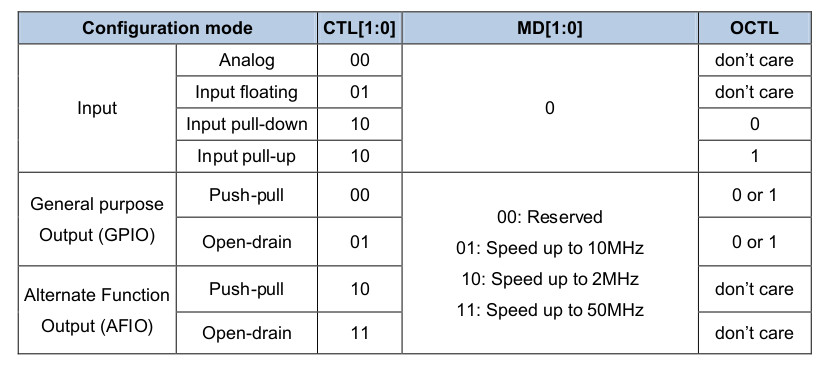 Configuration mode CTL[1:0] MD[1:0] OCTL
Input
Analog 00 don't care
Input floating 01 don't care
0
Input pull-down 10 0
Input pull-up 10 1
General purpose
Output (GPIO)
Push-pull 00 0 or 1
Open-drain 01 0 or 1
00: Reserved
01: Speed up to 10MHz
10: Speed up to 2MHz
11: Speed up to 50MHz
Alternate Function
Output (AFIO)
Push-pull 10 don't care
Open-drain 11 don't care